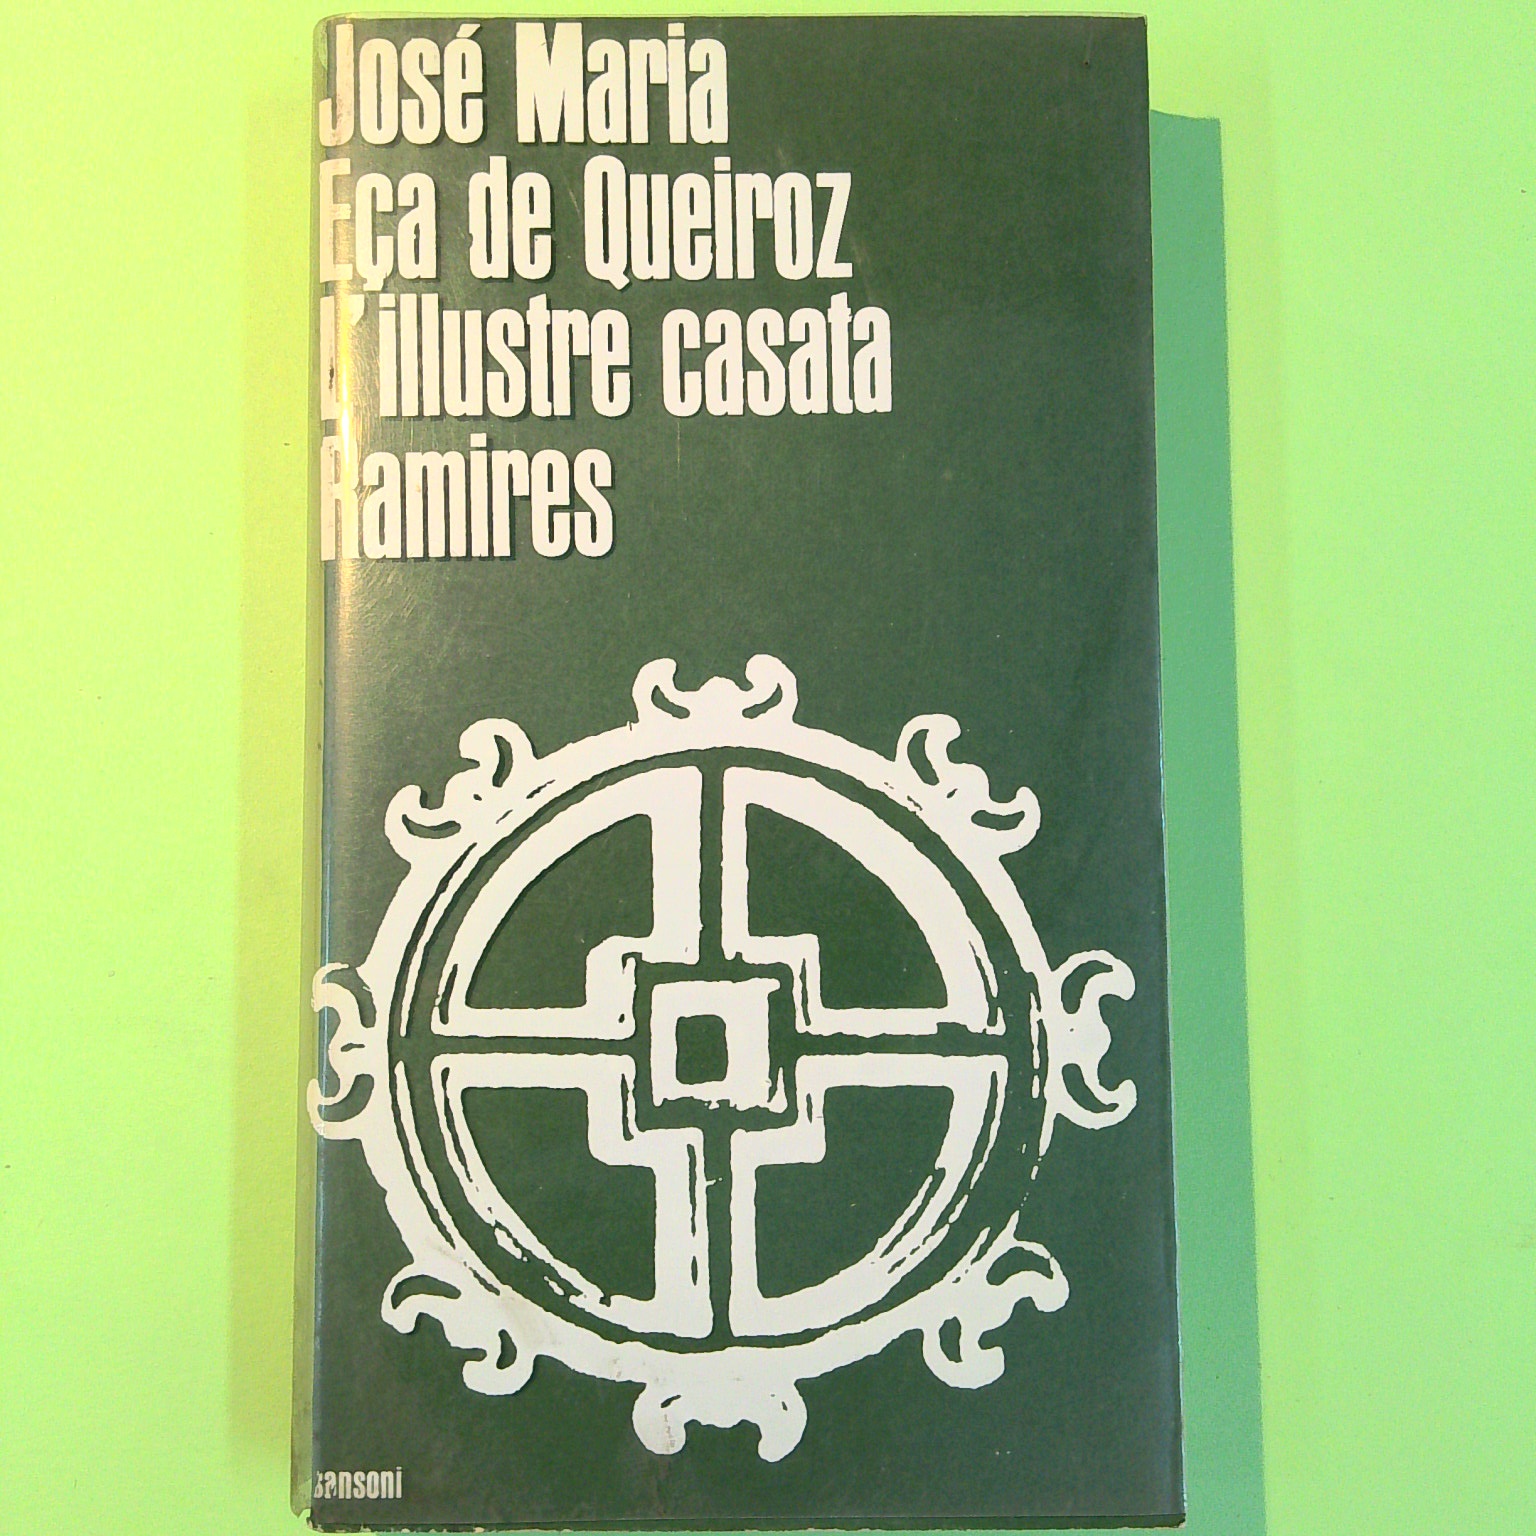 José Maria
Eça de Queiroz
L'illustre casata
Ramires
sansoni